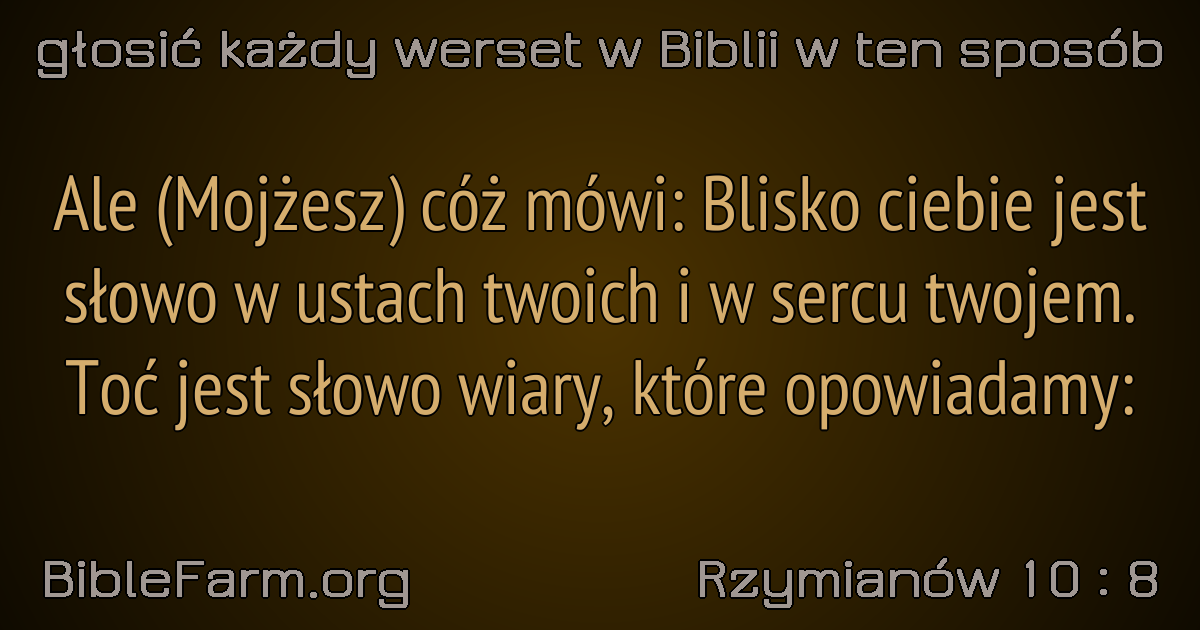 głosić każdy werset w Biblii w ten sposób
Ale (Mojżesz) cóż mówi: Blisko ciebie jest
słowo w ustach twoich i w sercu twojem.
Toć jest słowo wiary, które opowiadamy:
BibleFarm.org
Rzymianów 10 : 8